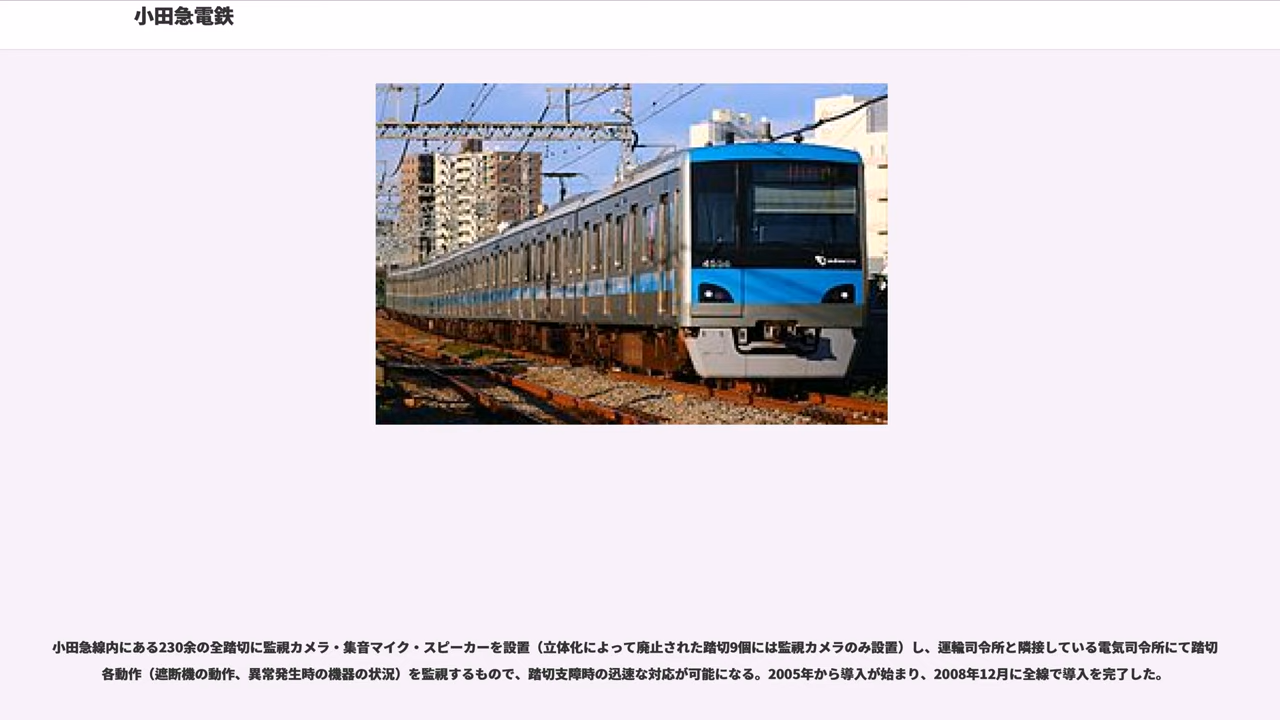 小田急電鉄
小田急線内にある230余の全踏切に監視カメラ・集音マイク・スピーカーを設置（立体化によって廃止された踏切9個には監視カメラのみ設置）し、運輸司令所と隣接している電気司令所にて踏切
各動作（遮断機の動作、異常発生時の機器の状況）を監視するもので、踏切支障時の迅速な対応が可能になる。2005年から導入が始まり、2008年12月に全線で導入を完了した。